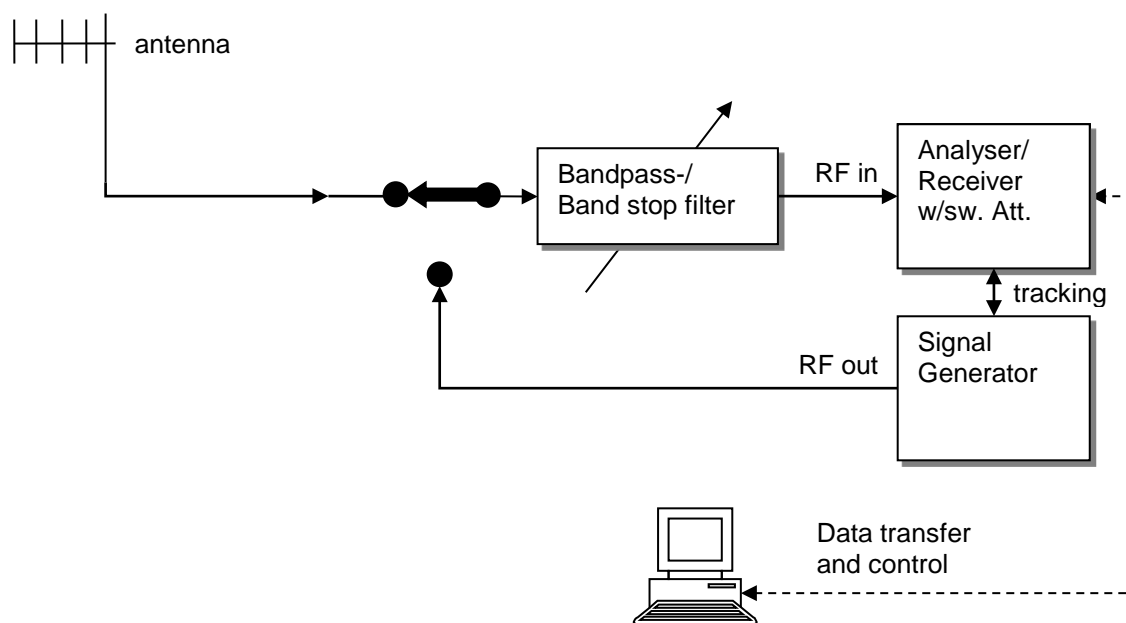 antenna
Bandpass-/
Band stop filter
RF in
Analyser/
Receiver
w/sw. Att.
tracking
RF out
Signal
Generator
Data transfer
and control